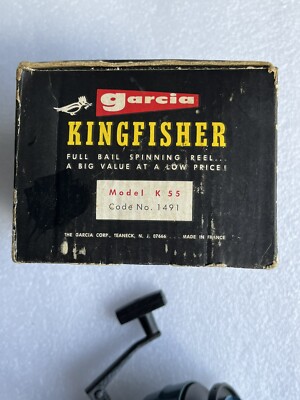 garcia
KINGFISHER
FULL BAIL SPINNING REEL...
A BIG VALUE AT A LOW PRICE!
Model K 55
Code No. 1491
THE GARCIA CORP. TEANECK, N. J. 07666 ... MADE IN FRANCE